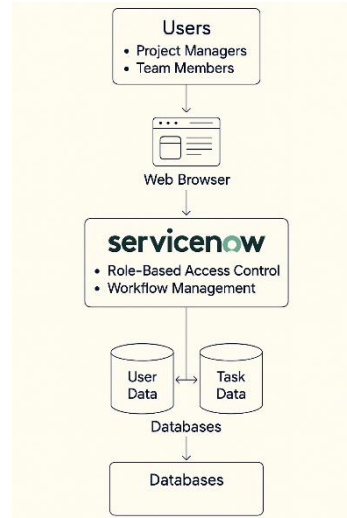 Users
• Project Managers
• Team Members
Web Browser
servicenow
• Role-Based Access Control
• Workflow Management
User Data
Task Data
Databases
Databases